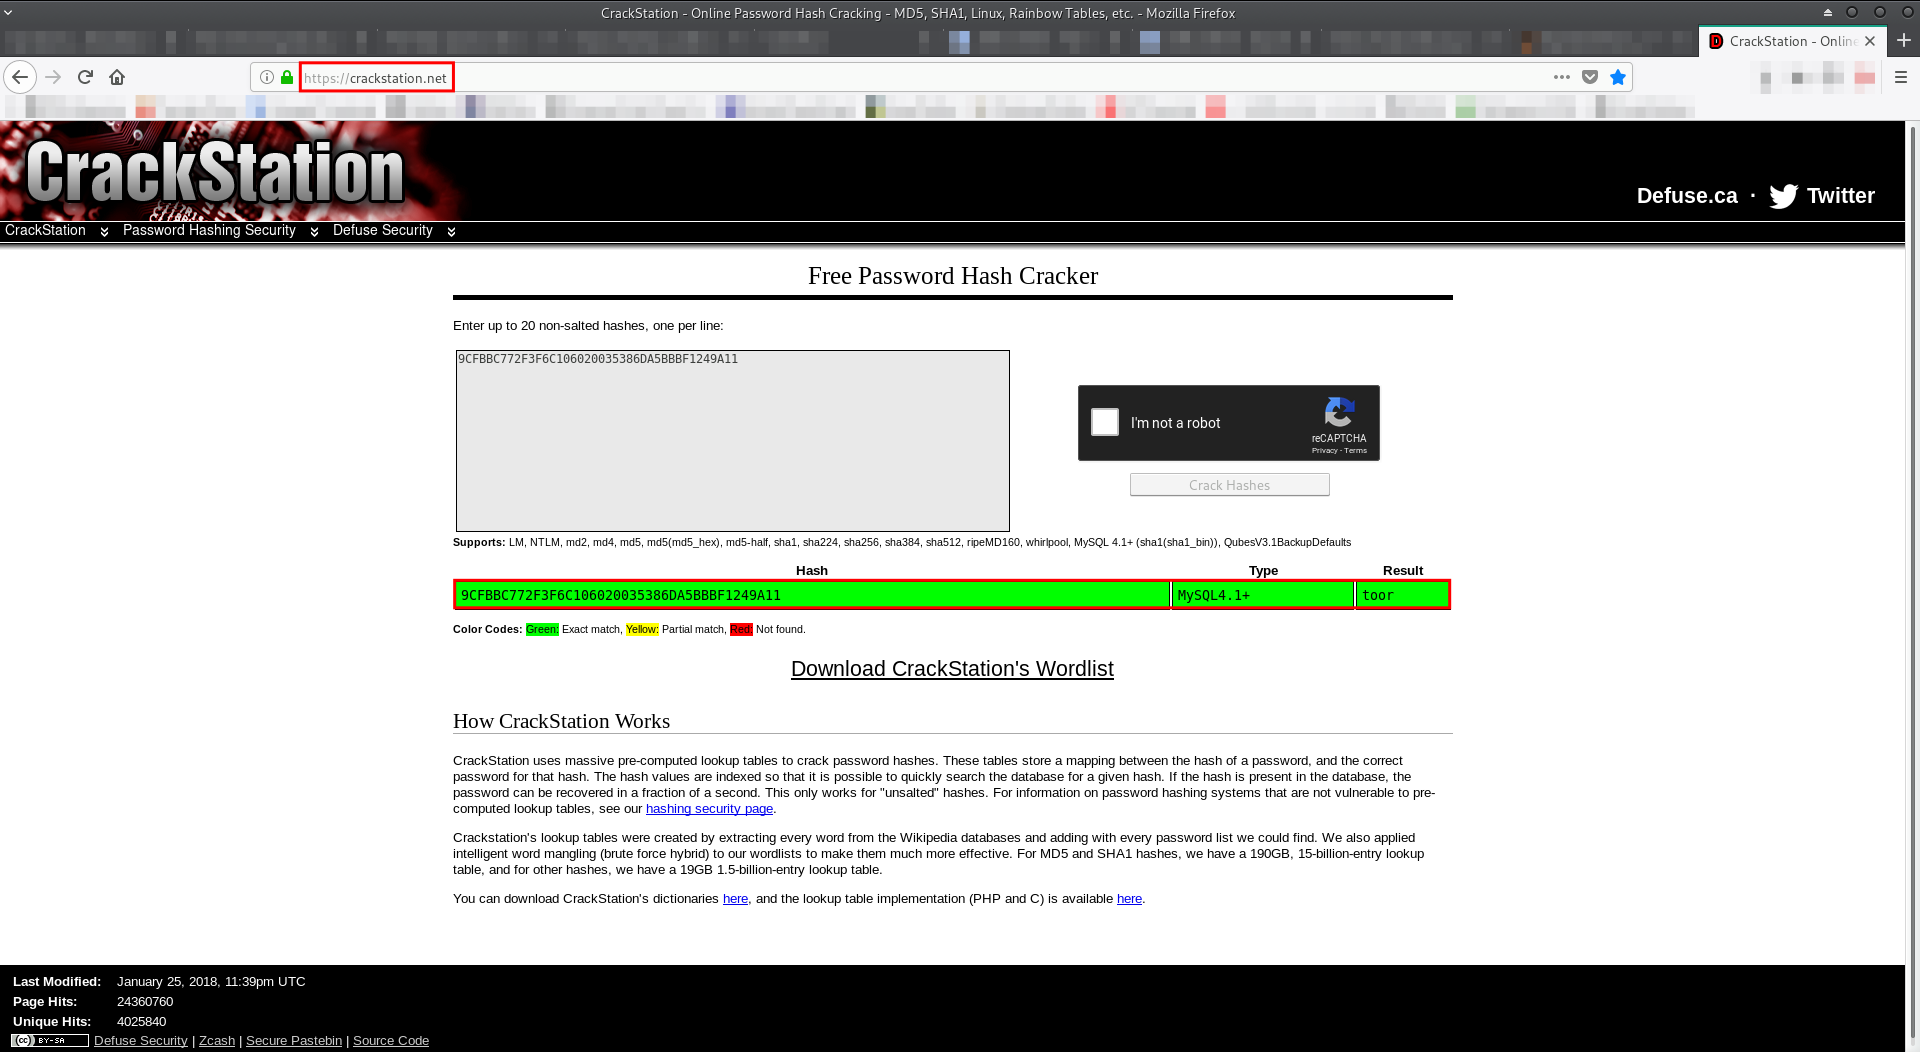 CrackStation - Online Password Hash Cracking - MD5, SHA1, Linux, Rainbow Tables, etc. - Mozilla Firefox
CrackStation - Online
https://crackstation.net
CrackStation
Defuse.ca · Twitter
CrackStation Password Hashing Security Defuse Security
Free Password Hash Cracker
Enter up to 20 non-salted hashes, one per line:
9CFBBC772F3F6C106020035386DA5BBBF1249A11
I'm not a robot
reCAPTCHA
Privacy - Terms
Crack Hashes
Supports: LM, NTLM, md2, md4, md5, md5(md5_hex), md5-half, sha1, sha224, sha256, sha384, sha512, ripeMD160, whirlpool, MySQL 4.1+ (sha1(sha1_bin)), QubesV3.1BackupDefaults
Hash Type Result
9CFBBC772F3F6C106020035386DA5BBBF1249A11 MySQL4.1+ toor
Color Codes: Green: Exact match, Yellow: Partial match, Red: Not found.
Download CrackStation's Wordlist
How CrackStation Works
CrackStation uses massive pre-computed lookup tables to crack password hashes. These tables store a mapping between the hash of a password, and the correct
password for that hash. The hash values are indexed so that it is possible to quickly search the database for a given hash. If the hash is present in the database, the
password can be recovered in a fraction of a second. This only works for "unsalted" hashes. For information on password hashing systems that are not vulnerable to pre-
computed lookup tables, see our hashing security page.
Crackstation's lookup tables were created by extracting every word from the Wikipedia databases and adding with every password list we could find. We also applied
intelligent word mangling (brute force hybrid) to our wordlists to make them much more effective. For MD5 and SHA1 hashes, we have a 190GB, 15-billion-entry lookup
table, and for other hashes, we have a 19GB 1.5-billion-entry lookup table.
You can download CrackStation's dictionaries here, and the lookup table implementation (PHP and C) is available here.
Last Modified: January 25, 2018, 11:39pm UTC
Page Hits: 24360760
Unique Hits: 4025840
cc BY-SA Defuse Security | Zcash | Secure Pastebin | Source Code